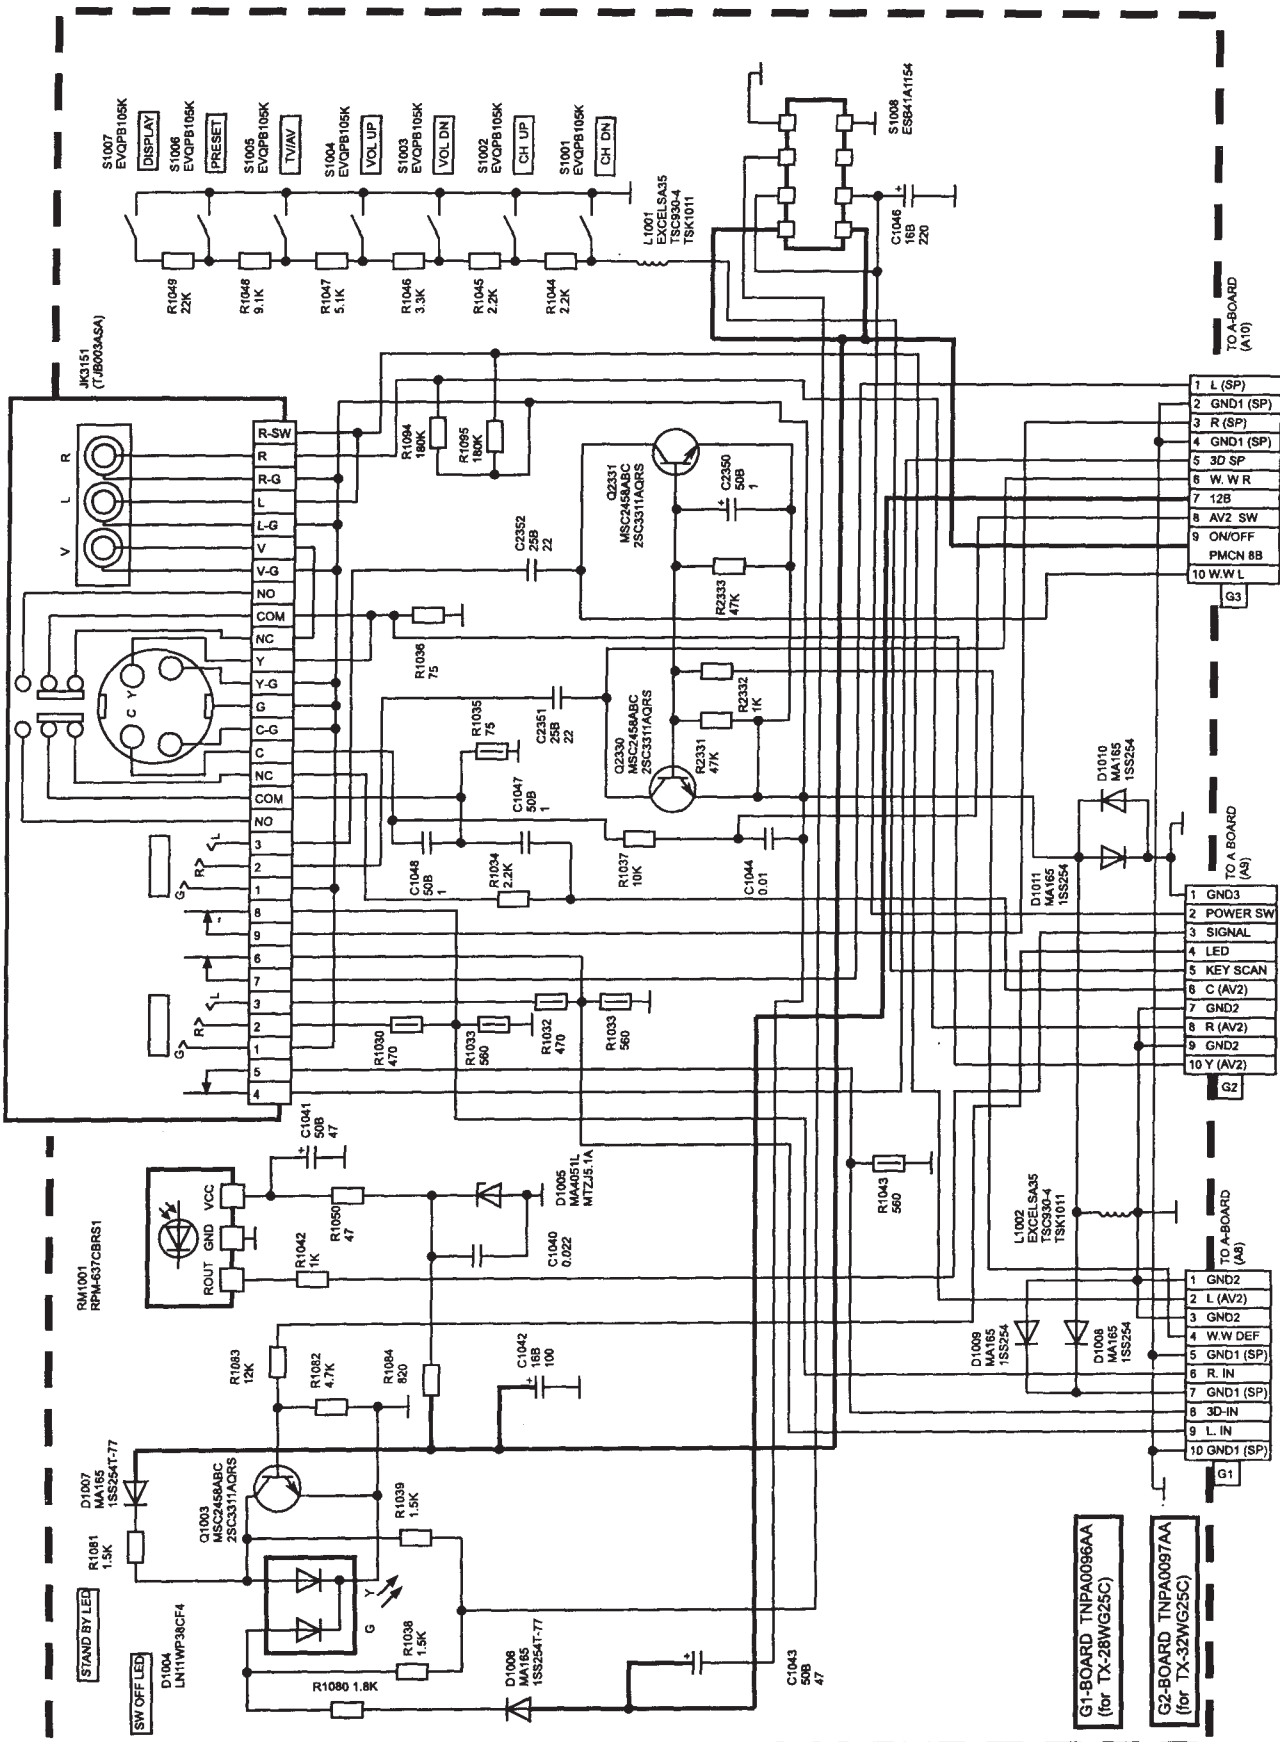 S1007
EVQPB105K
DISPLAY
S1006
EVQPB105K
PRESET
S1005
EVQPB105K
TV/AV
S1004
EVQPB105K
VOL UP
S1003
EVQPB105K
VOL DN
S1002
EVQPB105K
CH UP
S1001
EVQPB105K
CH DN
R1049
22K
R1048
9.1K
R1047
5.1K
R1046
3.3K
R1045
2.2K
R1044
2.2K
L1001
EXCELSA35
TSC930-4
TSK1011
S1008
ESB41A1154
C1046
16B
220
JK3151
(TJB003ASA)
R
L
V
R-SW
R
R-G
L
L-G
V
V-G
NO
COM
NC
Y
Y-G
G
C-G
C
NC
COM
NO
3
2
1
8
9
6
7
3
2
1
5
4
C Y
L
R
G
L
R
G
R1094
180K
R1095
180K
C2352
25B
22
Q2331
MSC2458ABC
2SC3311AQRS
C2350
50B
1
R2333
47K
R1036
75
R1035
75
C2351
25B
22
R2332
1K
Q2330
MSC2458ABC
2SC3311AQRS
R2331
47K
C1047
50B
1
C1048
50B
1
R1034
2.2K
R1037
10K
C1044
0.01
D1010
MA165
1SS254
D1011
MA165
1SS254
R1030
470
R1033
560
R1032
470
R1033
560
R1043
560
TO A-BOARD
(A10)
1 L (SP)
2 GND1 (SP)
3 R (SP)
4 GND1 (SP)
5 3D SP
6 W. W R
7 12B
8 AV2 SW
9 ON/OFF
PMCN 8B
10 W.W L
G3
TO A BOARD
(A9)
1 GND3
2 POWER SW
3 SIGNAL
4 LED
5 KEY SCAN
6 C (AV2)
7 GND2
8 R (AV2)
9 GND2
10 Y (AV2)
G2
RM1001
RPM-637CBRS1
ROUT GND VCC
C1041
50B
47
R1050
47
R1042
1K
D1005
MA4051L
MTZJ5.1A
C1040
0.022
L1002
EXCELSA35
TSC930-4
TSK1011
TO A-BOARD
(A8)
1 GND2
2 L (AV2)
3 GND2
4 W.W DEF
5 GND1 (SP)
6 R. IN
7 GND1 (SP)
8 3D-IN
9 L. IN
10 GND1 (SP)
G1
R1083
12K
R1082
4.7K
R1084
820
C1042
16B
100
D1009
MA165
1SS254
D1008
MA165
1SS254
D1007
MA165
1SS254T-77
R1081
1.5K
Q1003
MSC2458ABC
2SC3311AQRS
R1039
1.5K
STAND BY LED
SW OFF LED
D1004
LN11WP38CF4
G Y
R1038
1.5K
R1080 1.8K
D1006
MA165
1SS254T-77
C1043
50B
47
G1-BOARD TNPA0096AA
(for TX-28WG25C)
G2-BOARD TNPA0097AA
(for TX-32WG25C)